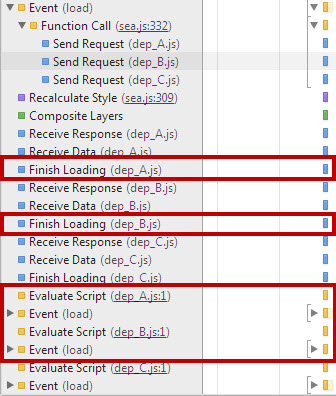 Event (load)
Function Call (sea.js:332)
Send Request (dep_A.js)
Send Request (dep_B.js)
Send Request (dep_C.js)
Recalculate Style (sea.js:309)
Composite Layers
Receive Response (dep_A.js)
Receive Data (dep_A.js)
Finish Loading (dep_A.js)
Receive Response (dep_B.js)
Receive Data (dep_B.js)
Finish Loading (dep_B.js)
Receive Response (dep_C.js)
Receive Data (dep_C.js)
Finish Loading (dep_C.js)
Evaluate Script (dep_A.js:1)
Event (load)
Evaluate Script (dep_B.js:1)
Event (load)
Evaluate Script (dep_C.js:1)
Event (load)